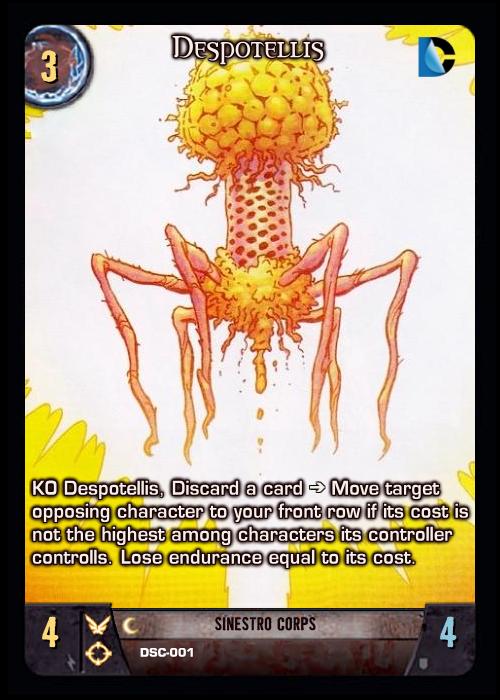 Despotellis
3
KO Despotellis, Discard a card → Move target
opposing character to your front row if its cost is
not the highest among characters its controller
controlls. Lose endurance equal to its cost.
4
SINESTRO CORPS
4
DSC-001